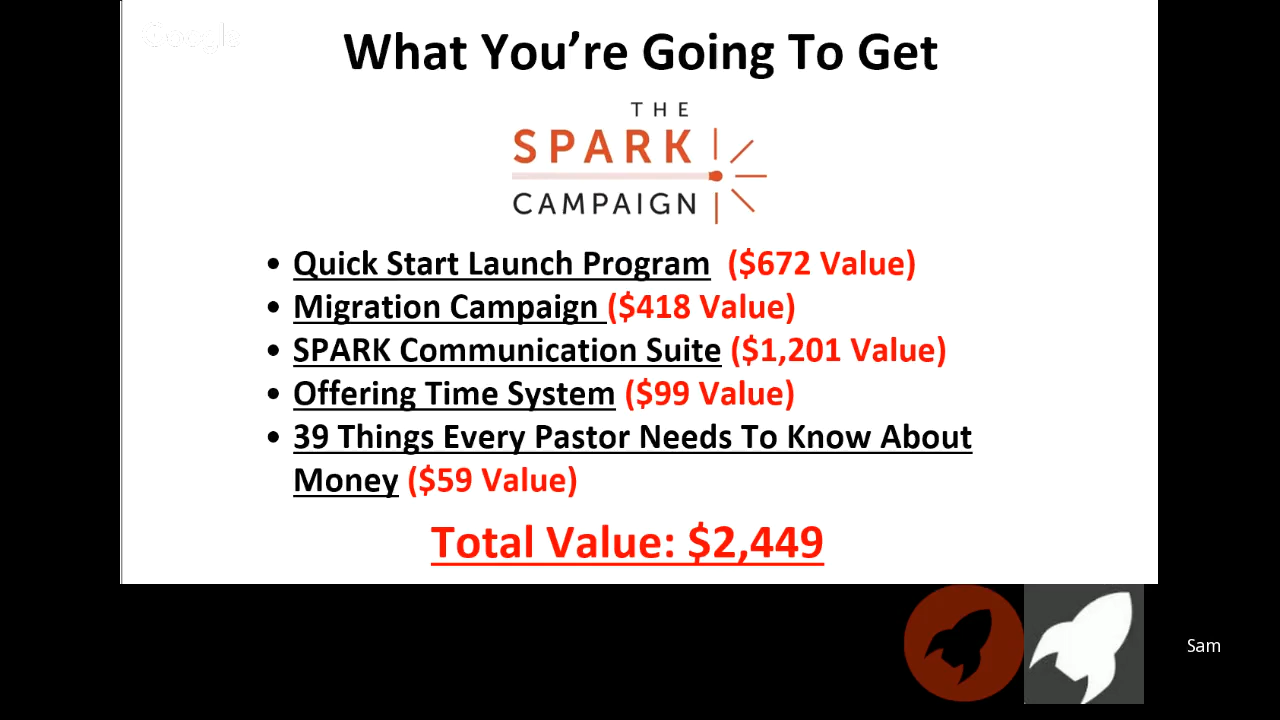 Google
What You’re Going To Get
THE
SPARK
CAMPAIGN
• Quick Start Launch Program ($672 Value)
• Migration Campaign ($418 Value)
• SPARK Communication Suite ($1,201 Value)
• Offering Time System ($99 Value)
• 39 Things Every Pastor Needs To Know About
Money ($59 Value)
Total Value: $2,449
Sam